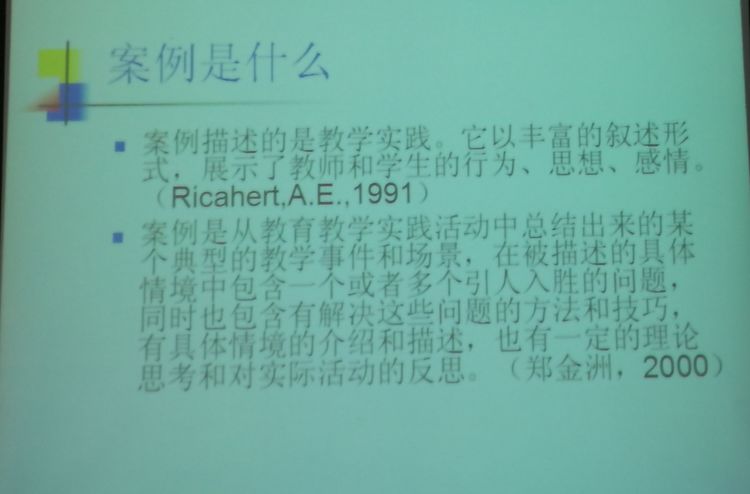 案例是什么
案例描述的是教学实践。它以丰富的叙述形
式，展示了教师和学生的行为、思想、感情。
（Ricahert,A.E.,1991）
案例是从教育教学实践活动中总结出来的某
个典型的教学事件和场景，在被描述的具体
情境中包含一个或者多个引人入胜的问题，
同时也包含有解决这些问题的方法和技巧，
有具体情境的介绍和描述，也有一定的理论
思考和对实际活动的反思。（郑金洲，2000）